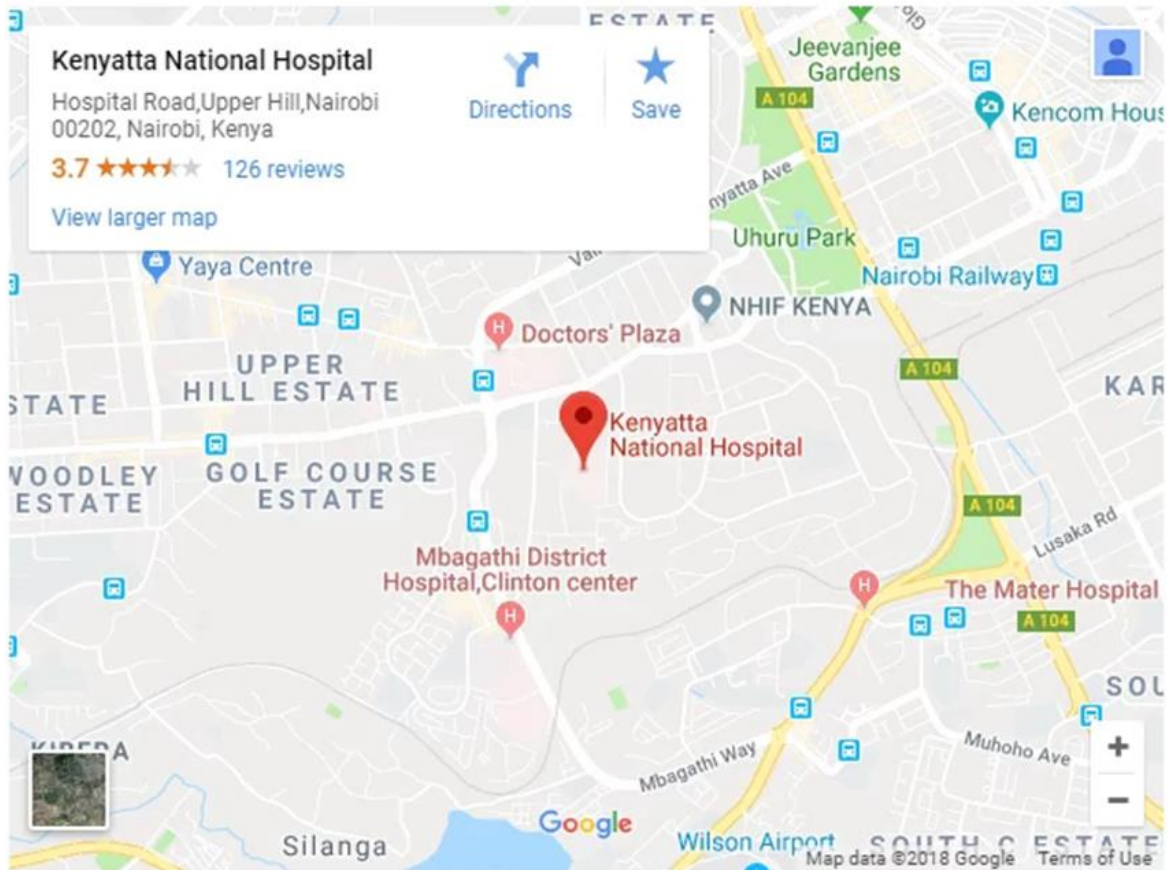 ESTATE
Kenyatta National Hospital
Hospital Road,Upper Hill,Nairobi
00202, Nairobi, Kenya
3.7
126 reviews
View larger map
Directions
Save
Jeevanjee
Gardens
A 104
Kencom Hous
nyatta Ave
Uhuru Park
Nairobi Railway
Yaya Centre
NHIF KENYA
H
Doctors' Plaza
UPPER
HILL ESTATE
A 104
KAR
STATE
Kenyatta
National Hospital
WOODLEY
ESTATE
GOLF COURSE
ESTATE
A 104
Lusaka Rd
Mbagathi District
Hospital,Clinton center
H
H
The Mater Hospital
A 104
SOU
Muhoho Ave
Mbagathi Way
+
−
Google
Silanga
Wilson Airport
SOUTH C ESTATE
Map data ©2018 Google
Terms of Use